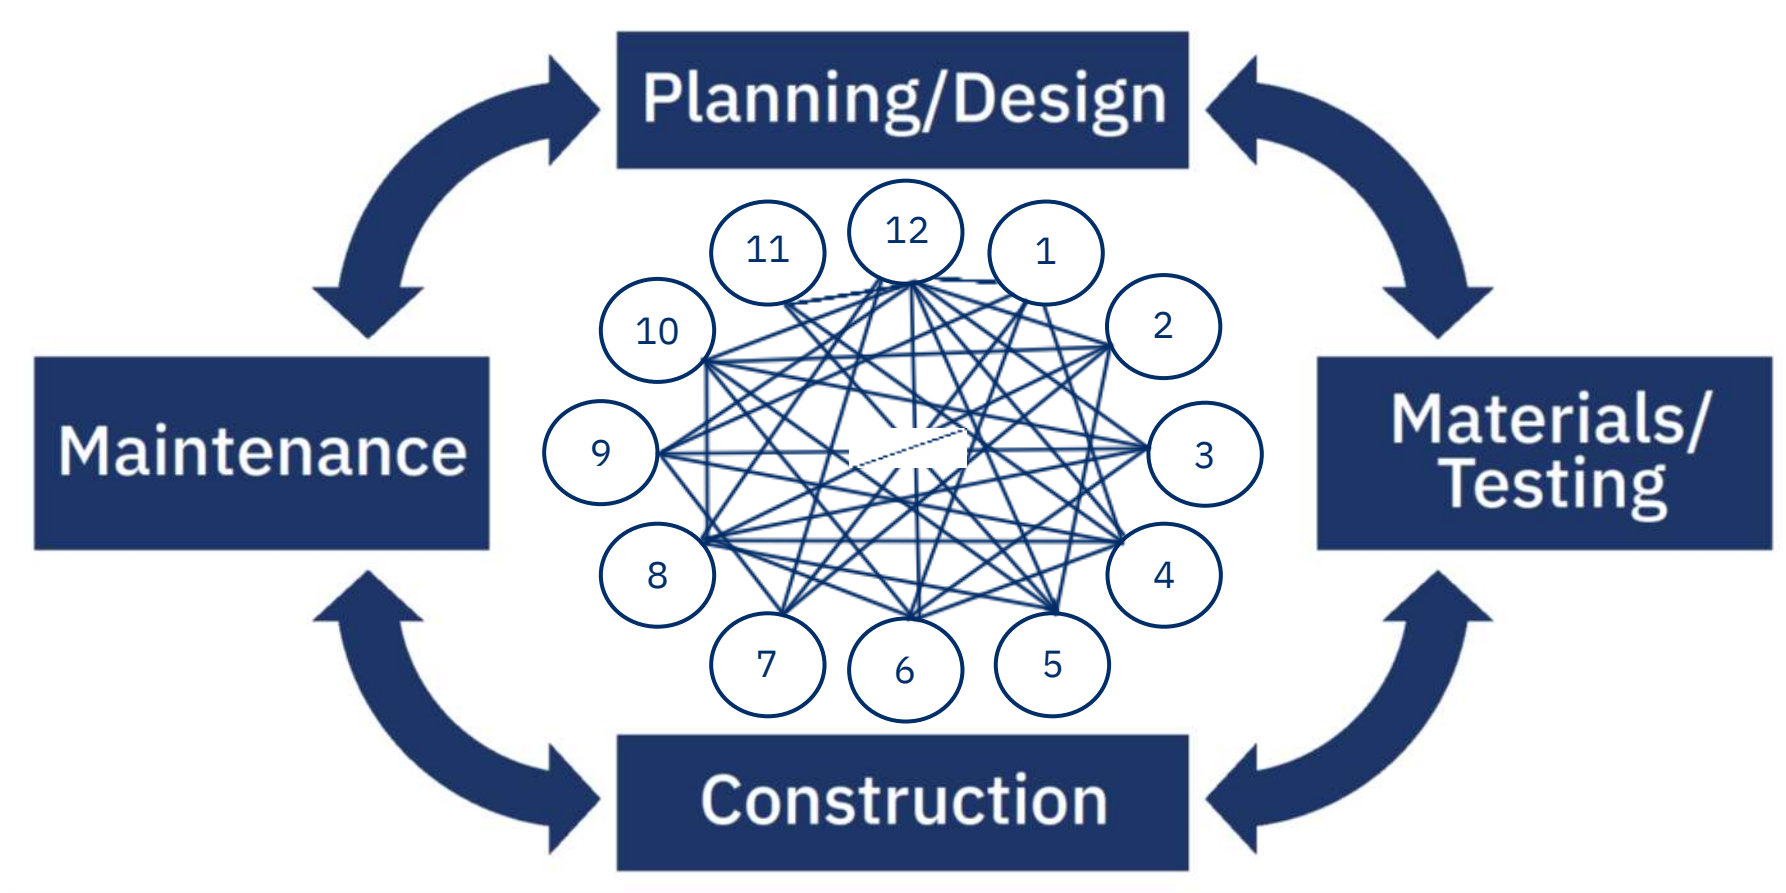 Planning/Design
12
11
1
10
2
9
3
Maintenance
Materials/
Testing
8
4
7
6
5
Construction